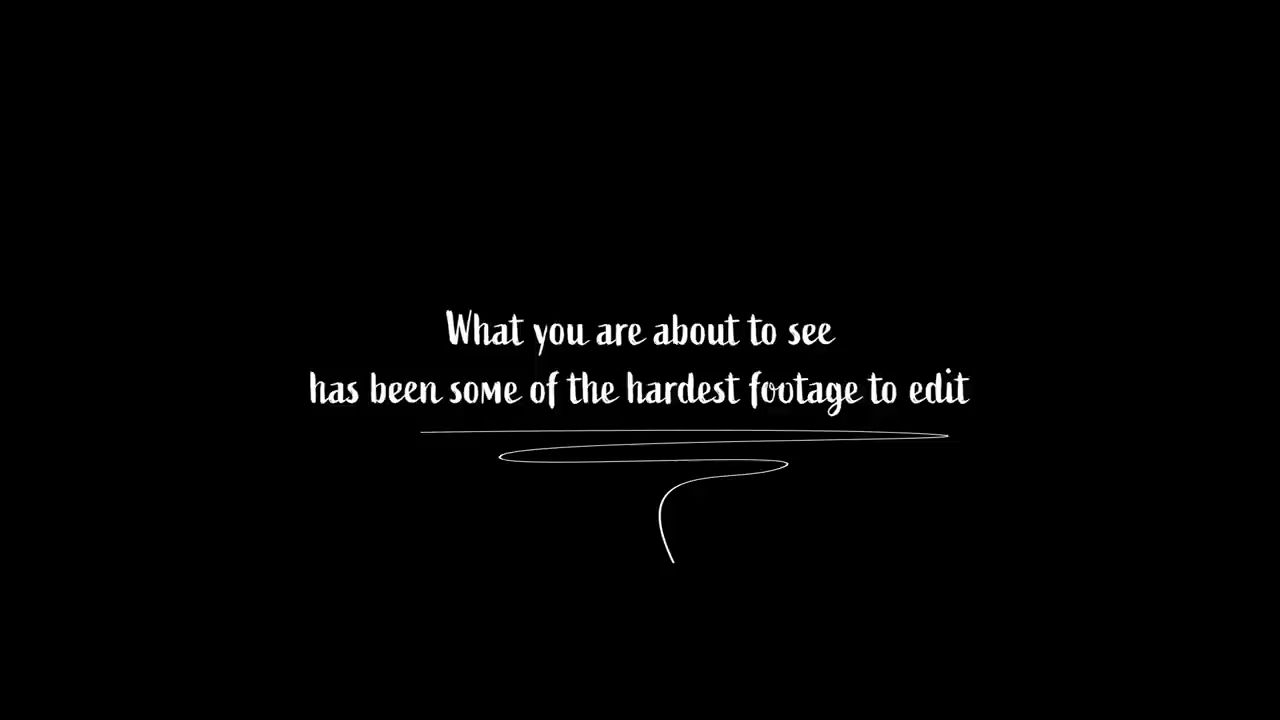 What you are about to see
has been some of the hardest footage to edit